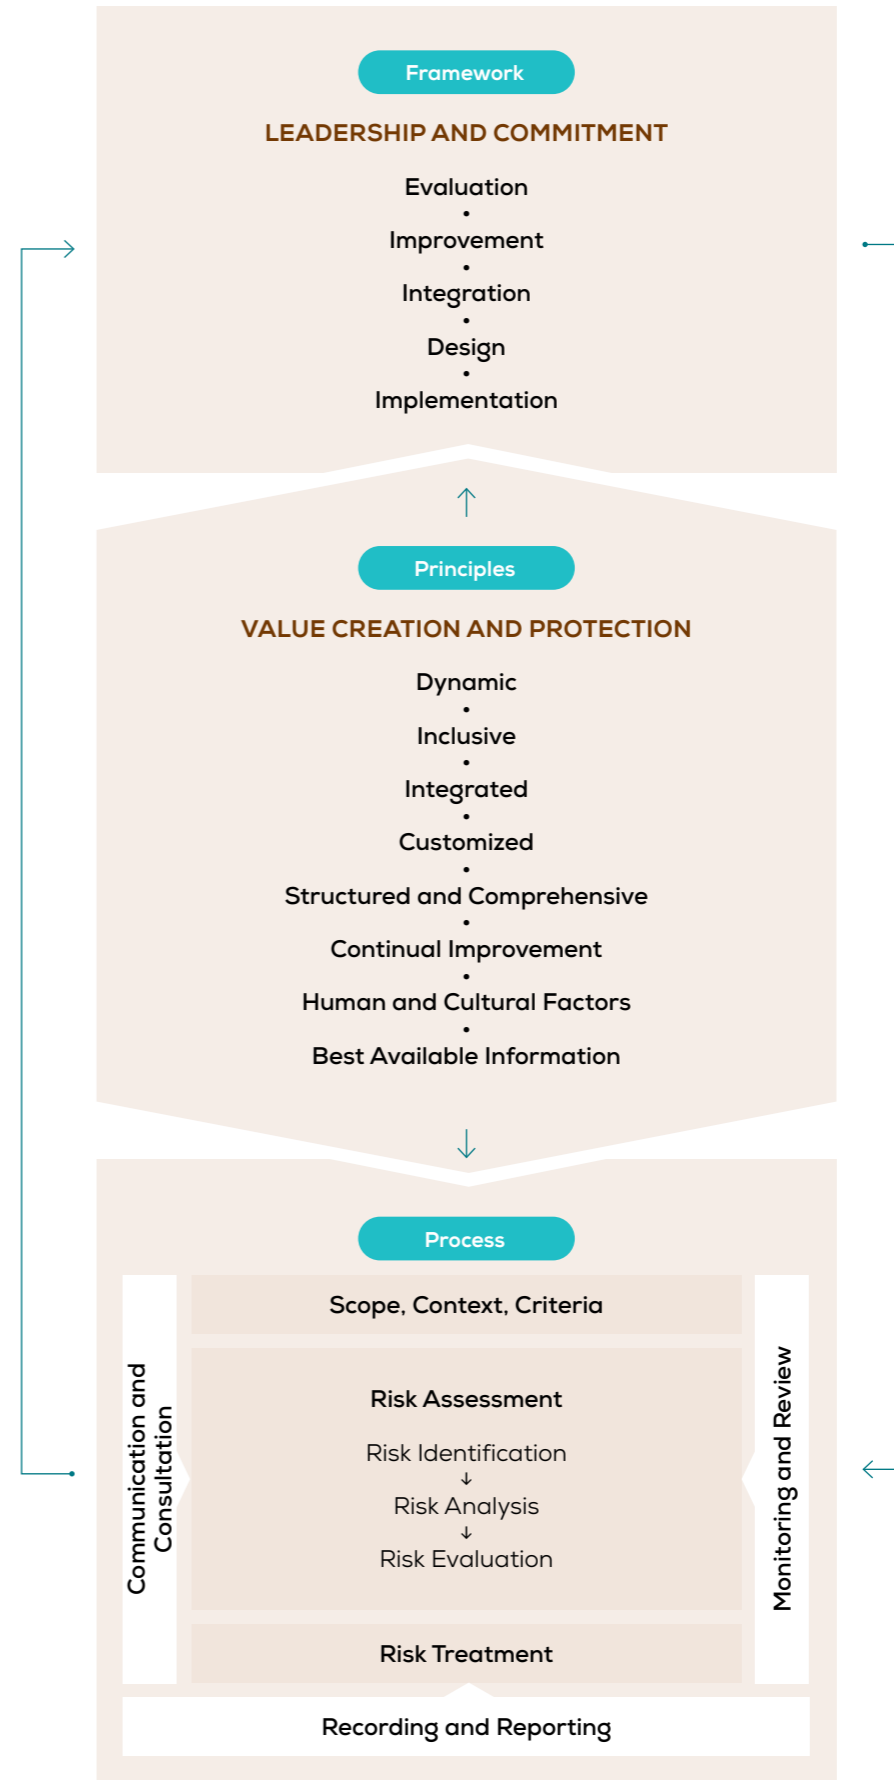 Framework
LEADERSHIP AND COMMITMENT
Evaluation
•
Improvement
•
Integration
•
Design
•
Implementation
Principles
VALUE CREATION AND PROTECTION
Dynamic
•
Inclusive
•
Integrated
•
Customized
•
Structured and Comprehensive
•
Continual Improvement
•
Human and Cultural Factors
•
Best Available Information
Process
Communication and
Consultation
Scope, Context, Criteria
Risk Assessment
Risk Identification
↓
Risk Analysis
↓
Risk Evaluation
Risk Treatment
Monitoring and Review
Recording and Reporting